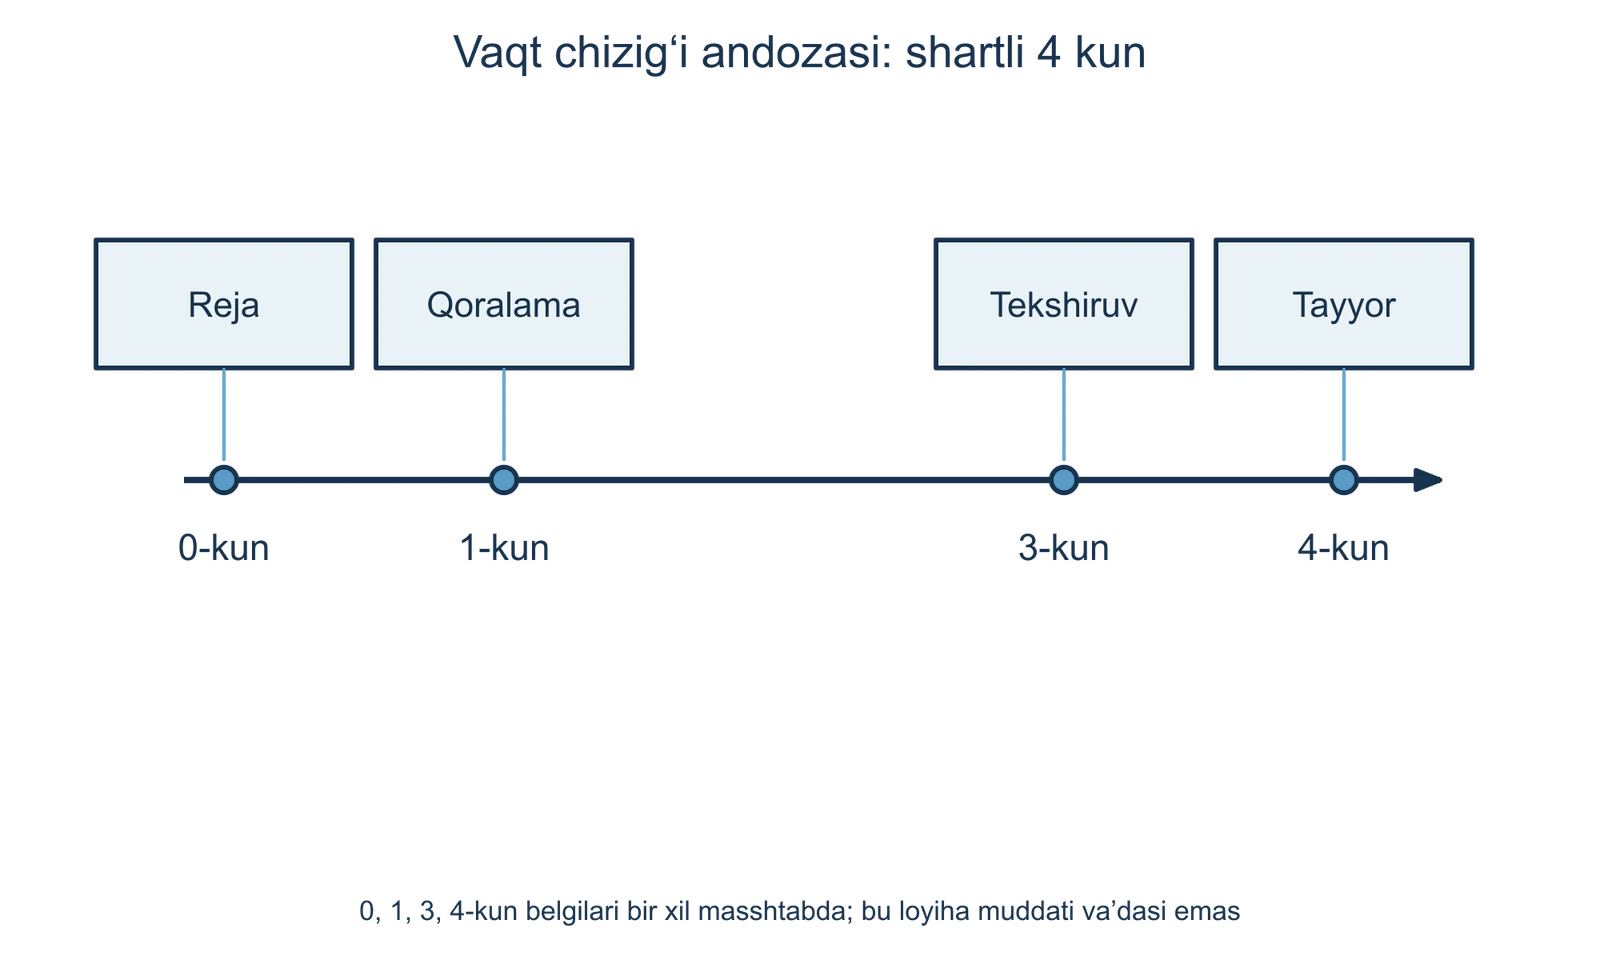 Vaqt chizig‘i andozasi: shartli 4 kun
Reja
Qoralama
Tekshiruv
Tayyor
0-kun
1-kun
3-kun
4-kun
0, 1, 3, 4-kun belgilari bir xil masshtabda; bu loyiha muddati va’dasi emas